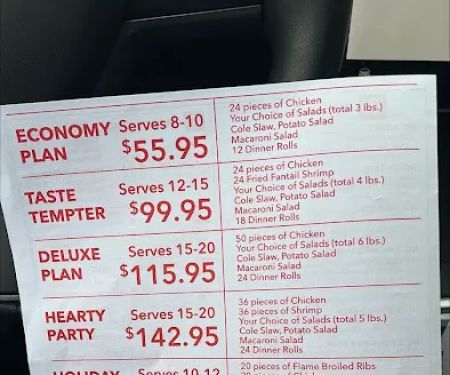 ECONOMY PLAN
Serves 8-10
$55.95
24 pieces of Chicken
Your Choice of Salads (total 3 lbs.)
Cole Slaw, Potato Salad
Macaroni Salad
12 Dinner Rolls
TASTE TEMPTER
Serves 12-15
$99.95
24 pieces of Chicken
24 Fried Fantail Shrimp
Your Choice of Salads (total 4 lbs.)
Cole Slaw, Potato Salad
Macaroni Salad
18 Dinner Rolls
DELUXE PLAN
Serves 15-20
$115.95
50 pieces of Chicken
Your Choice of Salads (total 6 lbs.)
Cole Slaw, Potato Salad
Macaroni Salad
24 Dinner Rolls
HEARTY PARTY
Serves 15-20
$142.95
36 pieces of Chicken
36 pieces of Shrimp
Your Choice of Salads (total 5 lbs.)
Cole Slaw, Potato Salad
Macaroni Salad
24 Dinner Rolls
HOLIDAY
Serves 10-12
20 pieces of Flame Broiled Ribs